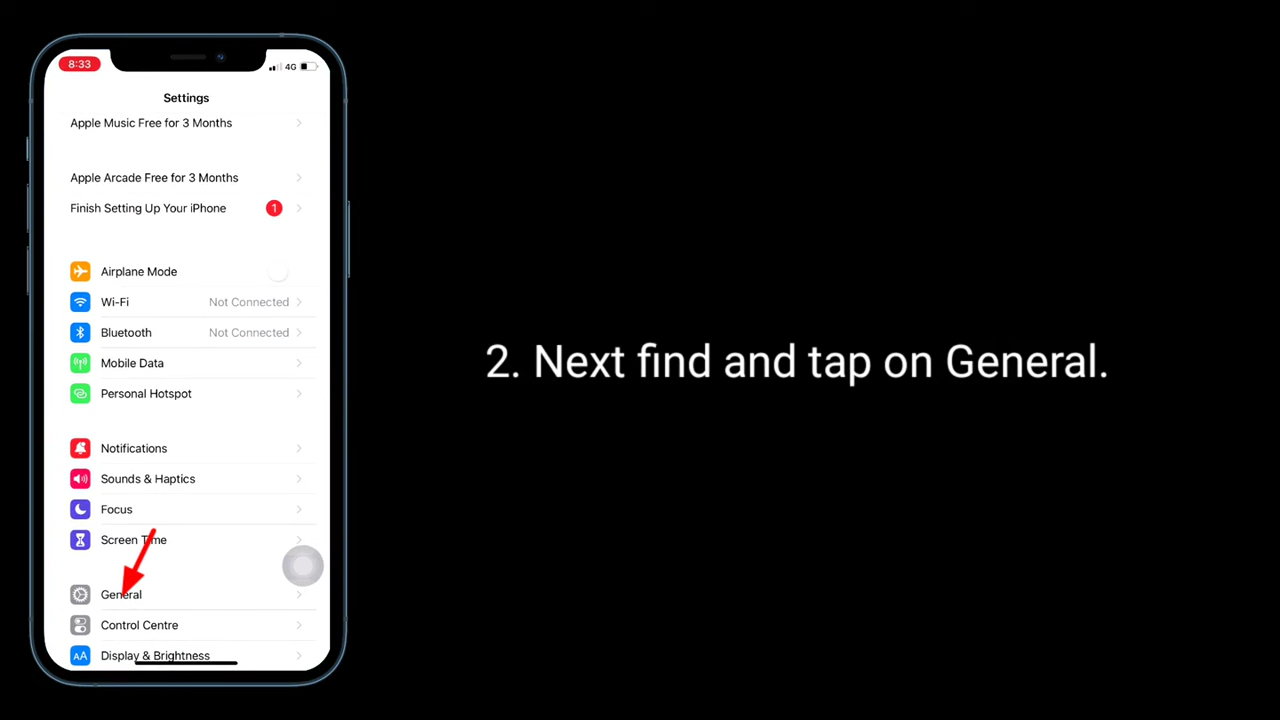 8:33
4G
Settings
Apple Music Free for 3 Months
Apple Arcade Free for 3 Months
Finish Setting Up Your iPhone 1
Airplane Mode
Wi-Fi Not Connected
Bluetooth Not Connected
Mobile Data
Personal Hotspot
Notifications
Sounds & Haptics
Focus
Screen Time
General
Control Centre
AA Display & Brightness
2. Next find and tap on General.